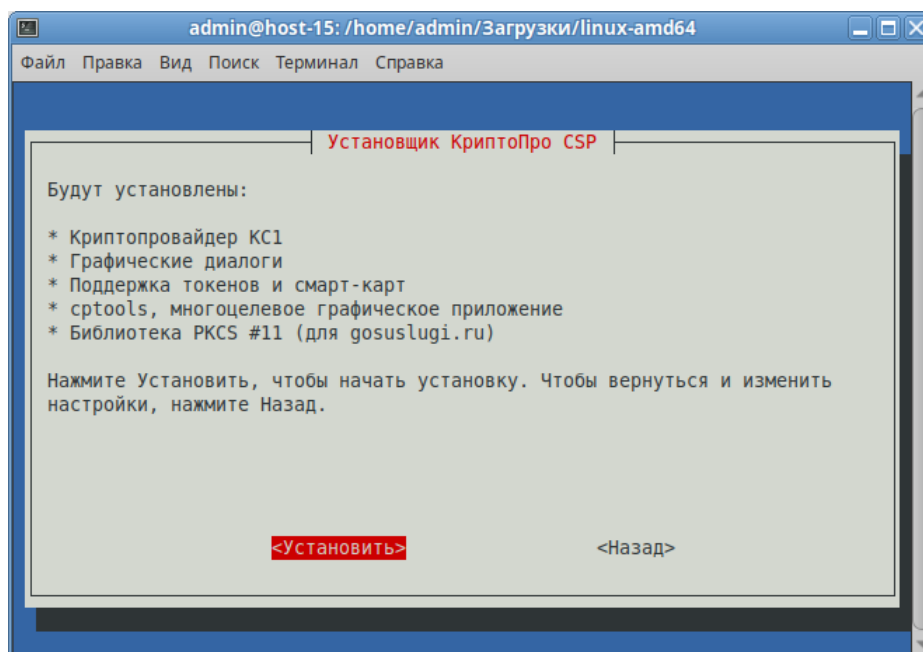 admin@host-15: /home/admin/Загрузки/linux-amd64
Файл Правка Вид Поиск Терминал Справка
Установщик КриптоПро CSP
Будут установлены:
* Криптопровайдер КС1
* Графические диалоги
* Поддержка токенов и смарт-карт
* cptools, многоцелевое графическое приложение
* Библиотека PKCS #11 (для gosuslugi.ru)
Нажмите Установить, чтобы начать установку. Чтобы вернуться и изменить
настройки, нажмите Назад.
<Установить> <Назад>